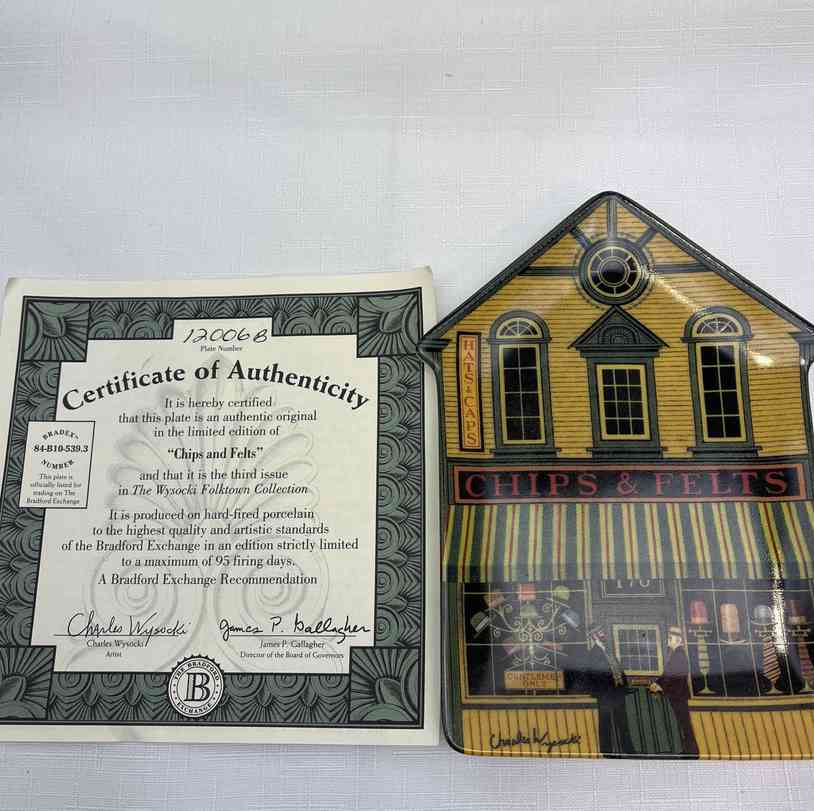 12006B
Plate Number
Certificate of Authenticity
It is hereby certified
that this plate is an authentic original
in the limited edition of
"Chips and Felts"
and that it is the third issue
in The Wysocki Folktown Collection
It is produced on hard-fired porcelain
to the highest quality and artistic standards
of the Bradford Exchange in an edition strictly limited
to a maximum of 95 firing days.
A Bradford Exchange Recommendation
BRADEX
84-B10-539.3
NUMBER
This plate is
officially listed for
trading on The
Bradford Exchange
Charles Wysocki
James P. Gallagher
Charles Wysocki
Artist
James P. Gallagher
Director of the Board of Governors
THE BRADFORD
B
EXCHANGE
HATS & CAPS
CHIPS & FELTS
176
GENTLEMEN
ONLY
Charles Wysocki